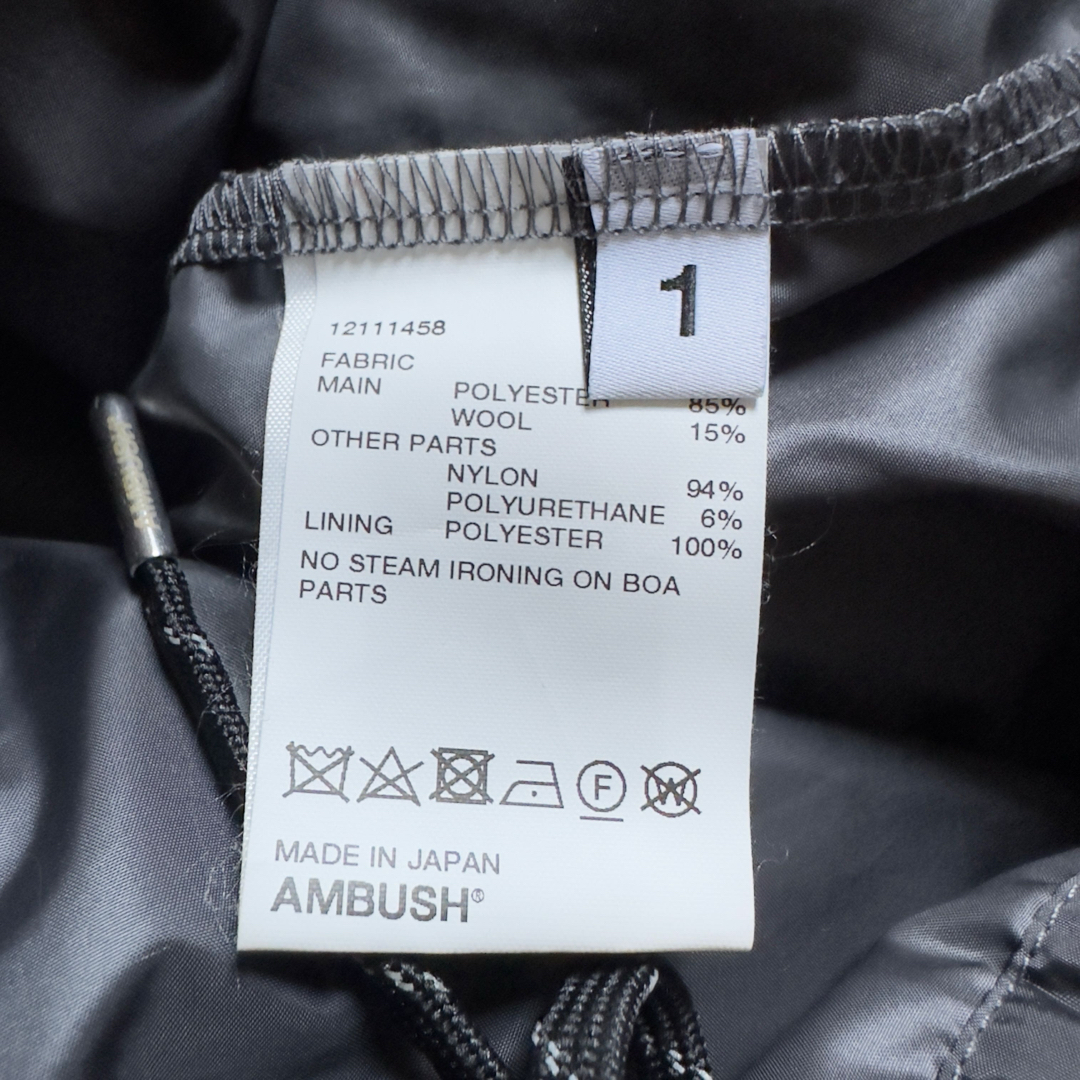 1
12111458
FABRIC
MAIN POLYESTER 85%
WOOL 15%
OTHER PARTS
NYLON 94%
POLYURETHANE 6%
LINING POLYESTER 100%
NO STEAM IRONING ON BOA
PARTS
F W
MADE IN JAPAN
AMBUSH®